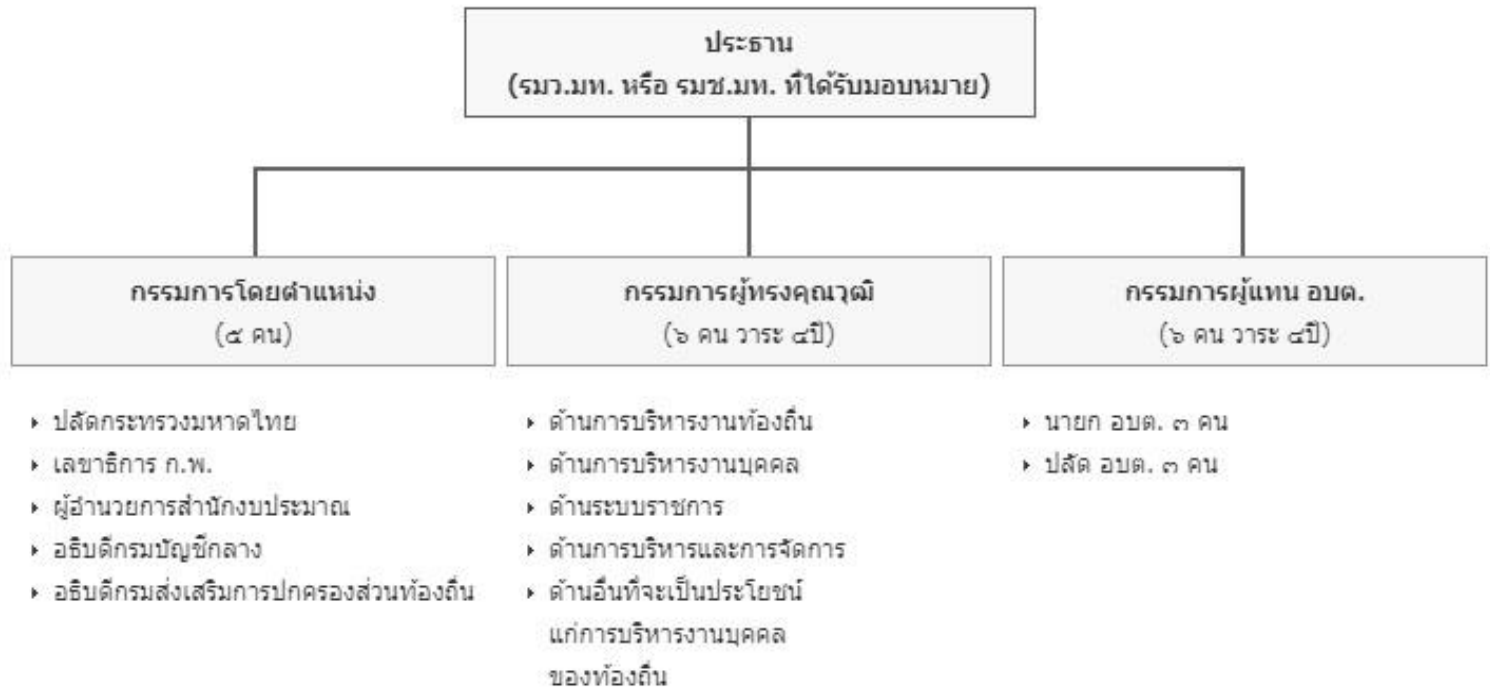 ประธาน
(รมว.มท. หรือ รมช.มท. ที่ได้รับมอบหมาย)
กรรมการโดยตำแหน่ง
(๕ คน)
กรรมการผู้ทรงคุณวุฒิ
(๖ คน วาระ ๔ปี)
กรรมการผู้แทน อบต.
(๖ คน วาระ ๔ปี)
ปลัดกระทรวงมหาดไทย
เลขาธิการ ก.พ.
ผู้อำนวยการสำนักงบประมาณ
อธิบดีกรมบัญชีกลาง
อธิบดีกรมส่งเสริมการปกครองส่วนท้องถิ่น
ด้านการบริหารงานท้องถิ่น
ด้านการบริหารงานบุคคล
ด้านระบบราชการ
ด้านการบริหารและการจัดการ
ด้านอื่นที่จะเป็นประโยชน์
แก่การบริหารงานบุคคล
ของท้องถิ่น
นายก อบต. ๓ คน
ปลัด อบต. ๓ คน